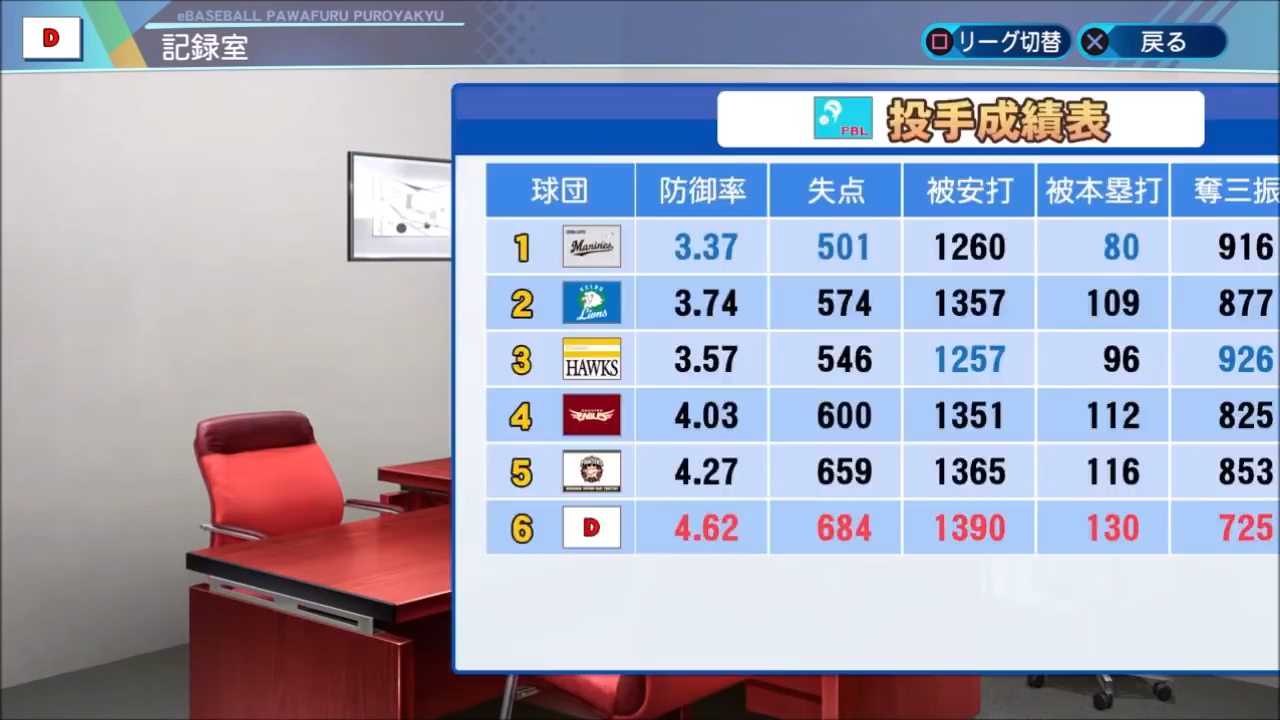 D
eBASEBALL PAWAFURU PUROYAKYU
記録室
リーグ切替
戻る
PBL
投手成績表
球団 防御率 失点 被安打 被本塁打 奪三振
1 Marines 3.37 501 1260 80 916
2 Lions 3.74 574 1357 109 877
3 HAWKS 3.57 546 1257 96 926
4 EAGLES 4.03 600 1351 112 825
5 4.27 659 1365 116 853
6 D 4.62 684 1390 130 725